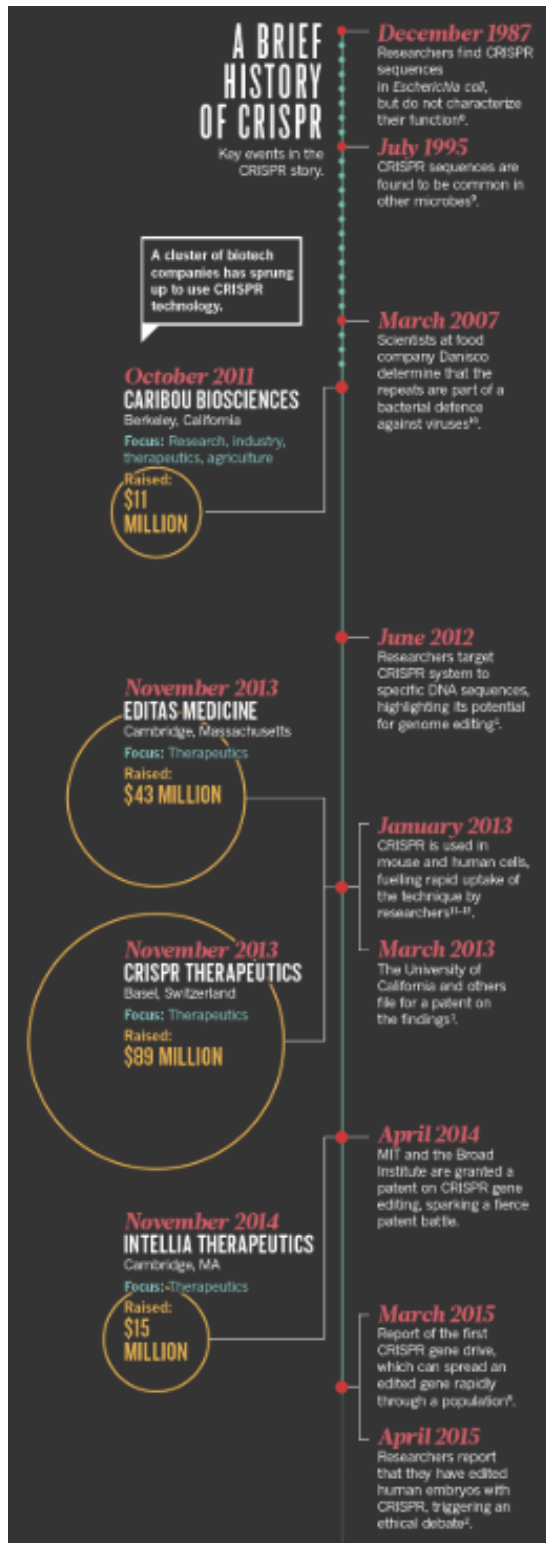 A BRIEF
HISTORY
OF CRISPR
Key events in the
CRISPR story.
December 1987
Researchers find CRISPR
sequences
in Escherichia coli,
but do not characterize
their function⁸.
July 1995
CRISPR sequences are
found to be common in
other microbes⁹.
A cluster of biotech
companies has sprung
up to use CRISPR
technology.
March 2007
Scientists at food
company Danisco
determine that the
repeats are part of a
bacterial defence
against viruses¹⁰.
October 2011
CARIBOU BIOSCIENCES
Berkeley, California
Focus: Research, industry,
therapeutics, agriculture
Raised:
$11
MILLION
June 2012
Researchers target
CRISPR system to
specific DNA sequences,
highlighting its potential
for genome editing.
November 2013
EDITAS MEDICINE
Cambridge, Massachusetts
Focus: Therapeutics
Raised:
$43 MILLION
January 2013
CRISPR is used in
mouse and human cells,
fuelling rapid uptake of
the technique by
researchers.
March 2013
The University of
California and others
file for a patent on
the findings.
November 2013
CRISPR THERAPEUTICS
Basel, Switzerland
Focus: Therapeutics
Raised:
$89 MILLION
April 2014
MIT and the Broad
Institute are granted a
patent on CRISPR gene
editing, sparking a fierce
patent battle.
November 2014
INTELLIA THERAPEUTICS
Cambridge, MA
Focus: Therapeutics
Raised:
$15
MILLION
March 2015
Report of the first
CRISPR gene drive,
which can spread an
edited gene rapidly
through a population.
April 2015
Researchers report
that they have edited
human embryos with
CRISPR, triggering an
ethical debate².